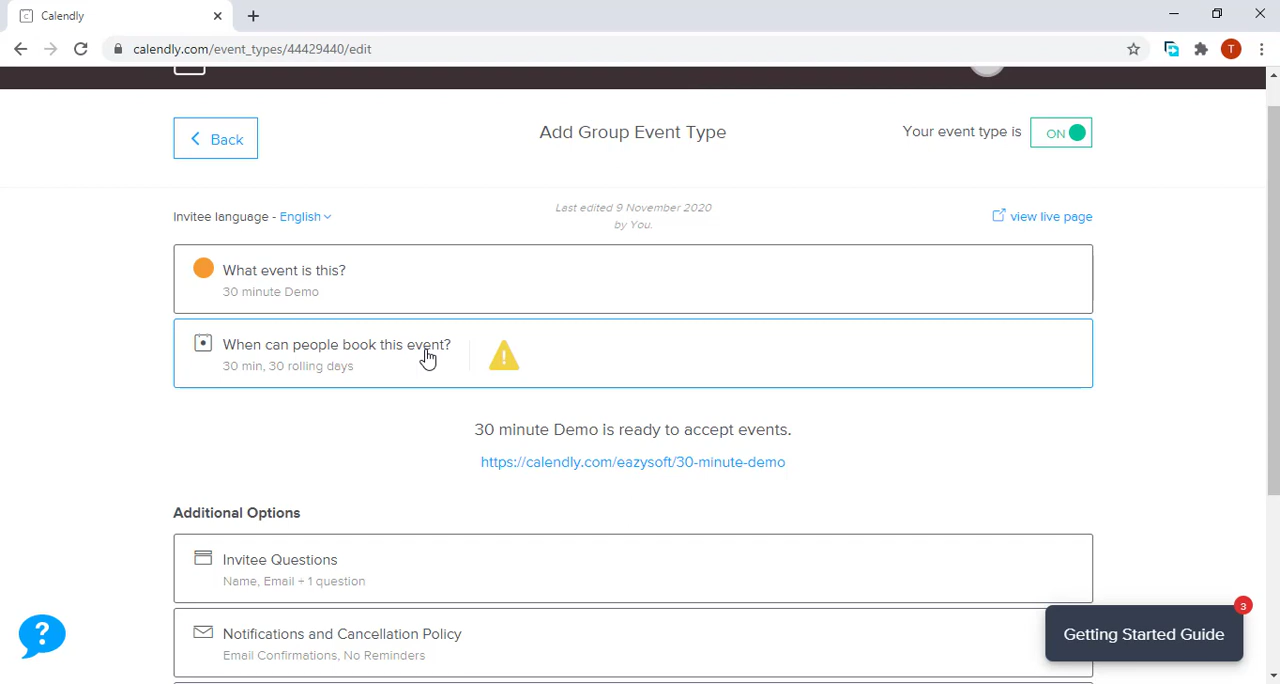 Calendly
calendly.com/event_types/44429440/edit
T
Back
Add Group Event Type
Your event type is
ON
Invitee language - English
Last edited 9 November 2020
by You.
view live page
What event is this?
30 minute Demo
When can people book this event?
30 min, 30 rolling days
30 minute Demo is ready to accept events.
https://calendly.com/eazysoft/30-minute-demo
Additional Options
Invitee Questions
Name, Email + 1 question
3
Getting Started Guide
Notifications and Cancellation Policy
Email Confirmations, No Reminders